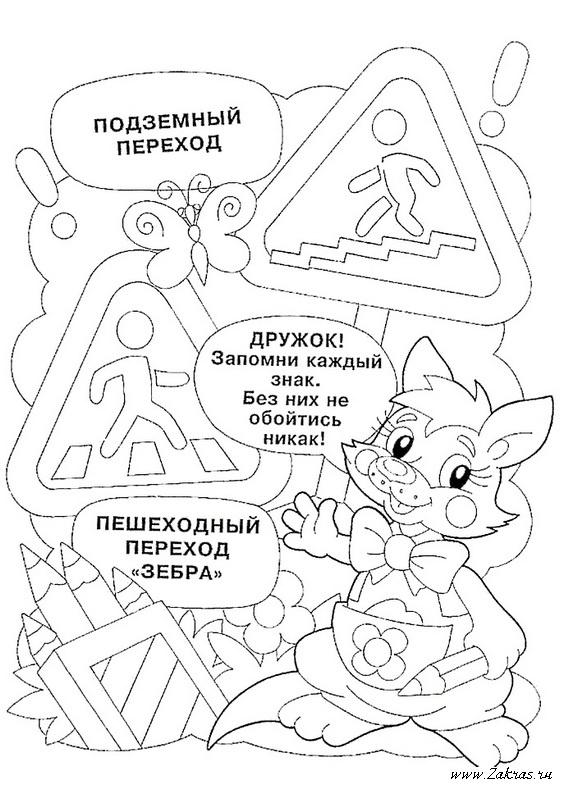 ПОДЗЕМНЫЙ
ПЕРЕХОД
ДРУЖОК!
Запомни каждый
знак.
Без них не
обойтись
никак!
ПЕШЕХОДНЫЙ
ПЕРЕХОД
«ЗЕБРА»
www.Zakras.ru